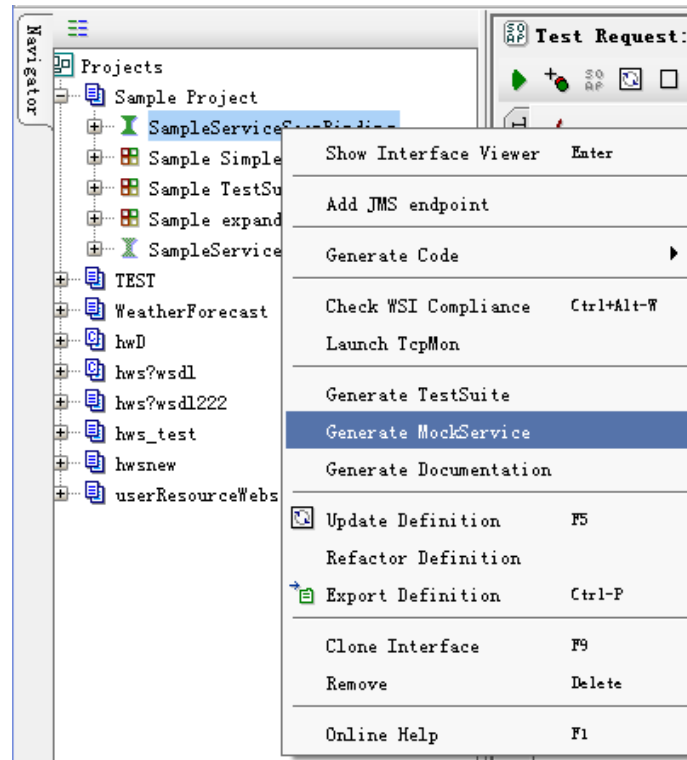 Navigator
Test Request:
Projects
Sample Project
Sample Simple
Sample TestSu
Sample expand
SampleService
TEST
WeatherForecast
hwD
hws?wsdl
hws?wsdl222
hws_test
hwsnew
userResourceWebs
Show Interface Viewer Enter
Add JMS endpoint
Generate Code
Check WSI Compliance Ctrl+Alt-W
Launch TcpMon
Generate TestSuite
Generate MockService
Generate Documentation
Update Definition F5
Refactor Definition
Export Definition Ctrl-P
Clone Interface F9
Remove Delete
Online Help F1